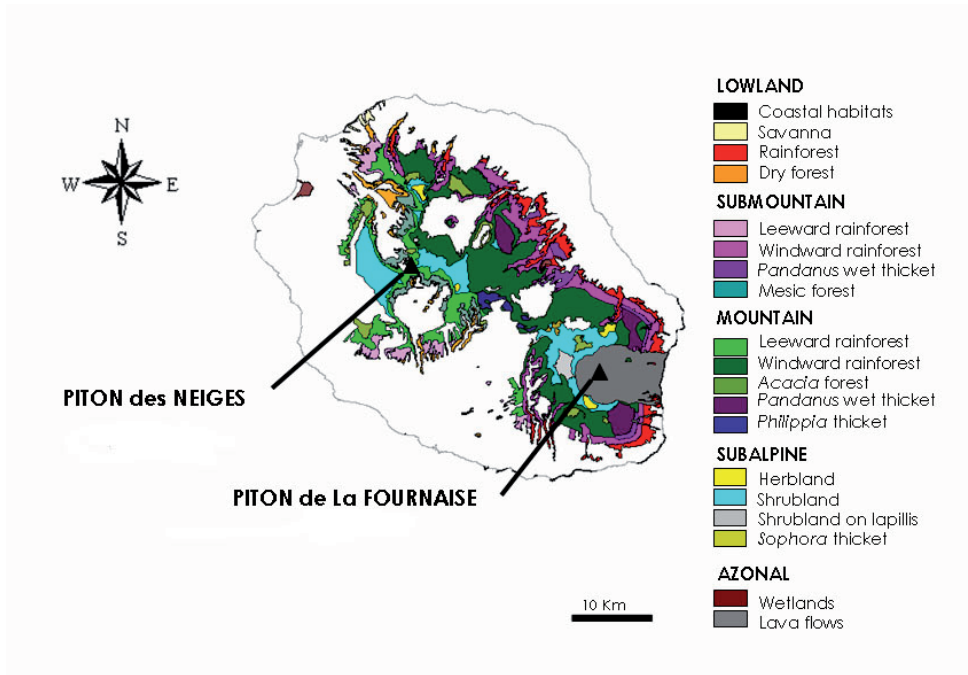 N
W
E
S
PITON des NEIGES
PITON de La FOURNAISE
10 Km
LOWLAND
Coastal habitats
Savanna
Rainforest
Dry forest
SUBMOUNTAIN
Leeward rainforest
Windward rainforest
Pandanus wet thicket
Mesic forest
MOUNTAIN
Leeward rainforest
Windward rainforest
Acacia forest
Pandanus wet thicket
Philippia thicket
SUBALPINE
Herbland
Shrubland
Shrubland on lapillis
Sophora thicket
AZONAL
Wetlands
Lava flows